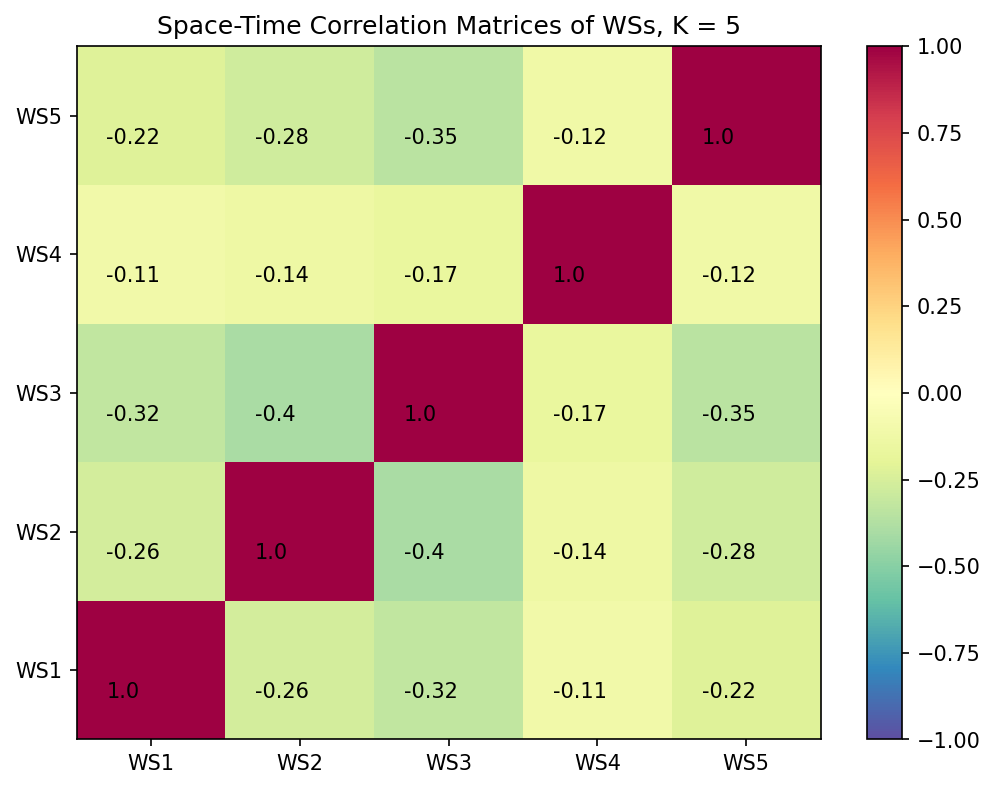 Space-Time Correlation Matrices of WSs, K = 5
WS5 -0.22 -0.28 -0.35 -0.12 1.0
WS4 -0.11 -0.14 -0.17 1.0 -0.12
WS3 -0.32 -0.4 1.0 -0.17 -0.35
WS2 -0.26 1.0 -0.4 -0.14 -0.28
WS1 1.0 -0.26 -0.32 -0.11 -0.22
WS1 WS2 WS3 WS4 WS5
1.00
0.75
0.50
0.25
0.00
−0.25
−0.50
−0.75
−1.00